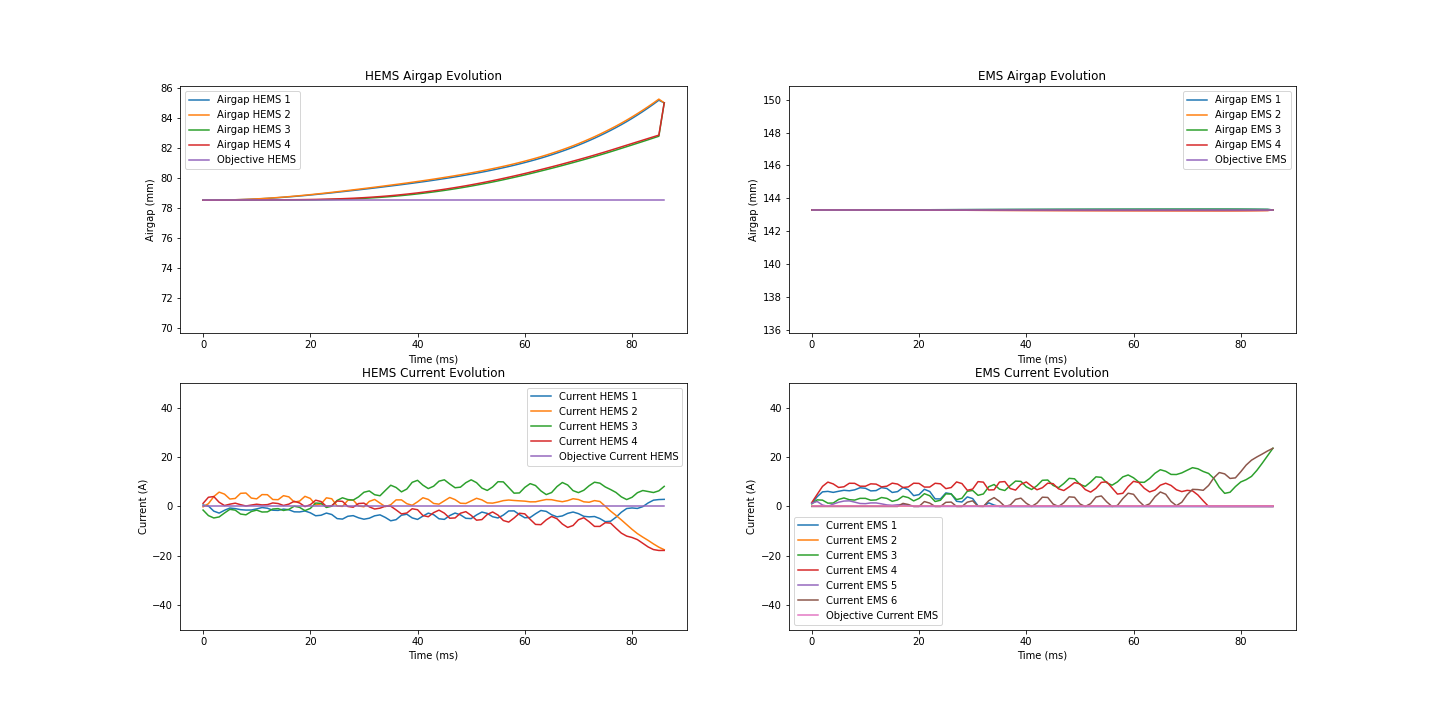 HEMS Airgap Evolution
86
84
82
80
78
76
74
72
70
Airgap (mm)
Airgap HEMS 1
Airgap HEMS 2
Airgap HEMS 3
Airgap HEMS 4
Objective HEMS
0
20
40
60
80
Time (ms)
EMS Airgap Evolution
150
148
146
144
142
140
138
136
Airgap (mm)
Airgap EMS 1
Airgap EMS 2
Airgap EMS 3
Airgap EMS 4
Objective EMS
0
20
40
60
80
Time (ms)
HEMS Current Evolution
40
20
0
−20
−40
Current (A)
Current HEMS 1
Current HEMS 2
Current HEMS 3
Current HEMS 4
Objective Current HEMS
0
20
40
60
80
Time (ms)
EMS Current Evolution
40
20
0
−20
−40
Current (A)
Current EMS 1
Current EMS 2
Current EMS 3
Current EMS 4
Current EMS 5
Current EMS 6
Objective Current EMS
0
20
40
60
80
Time (ms)